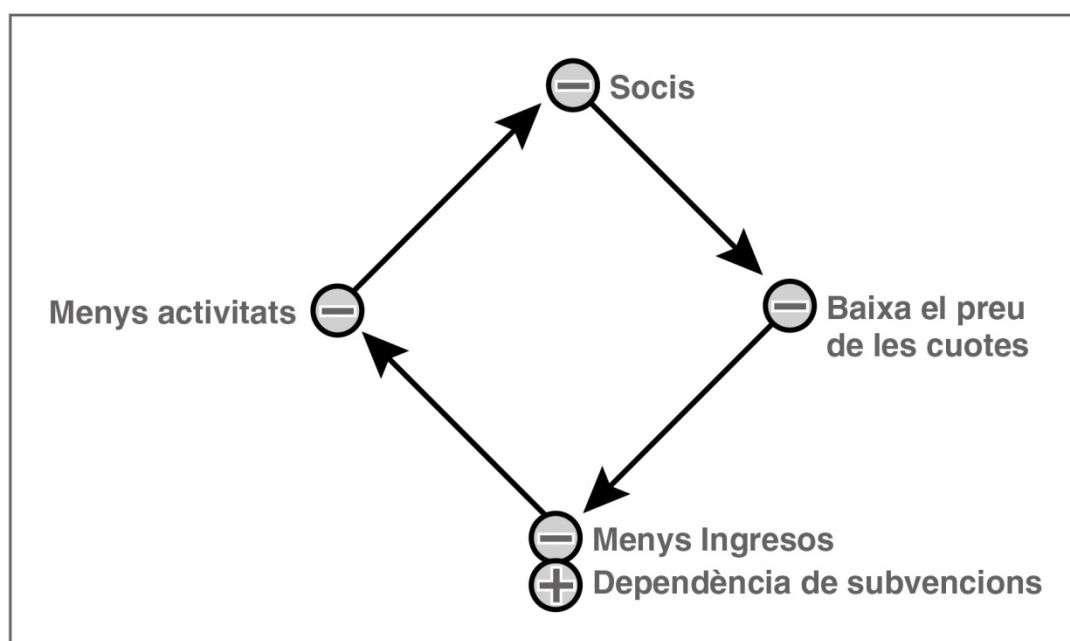 Socis
Menys activitats
Baixa el preu
de les cuotes
Menys Ingresos
Dependència de subvencions